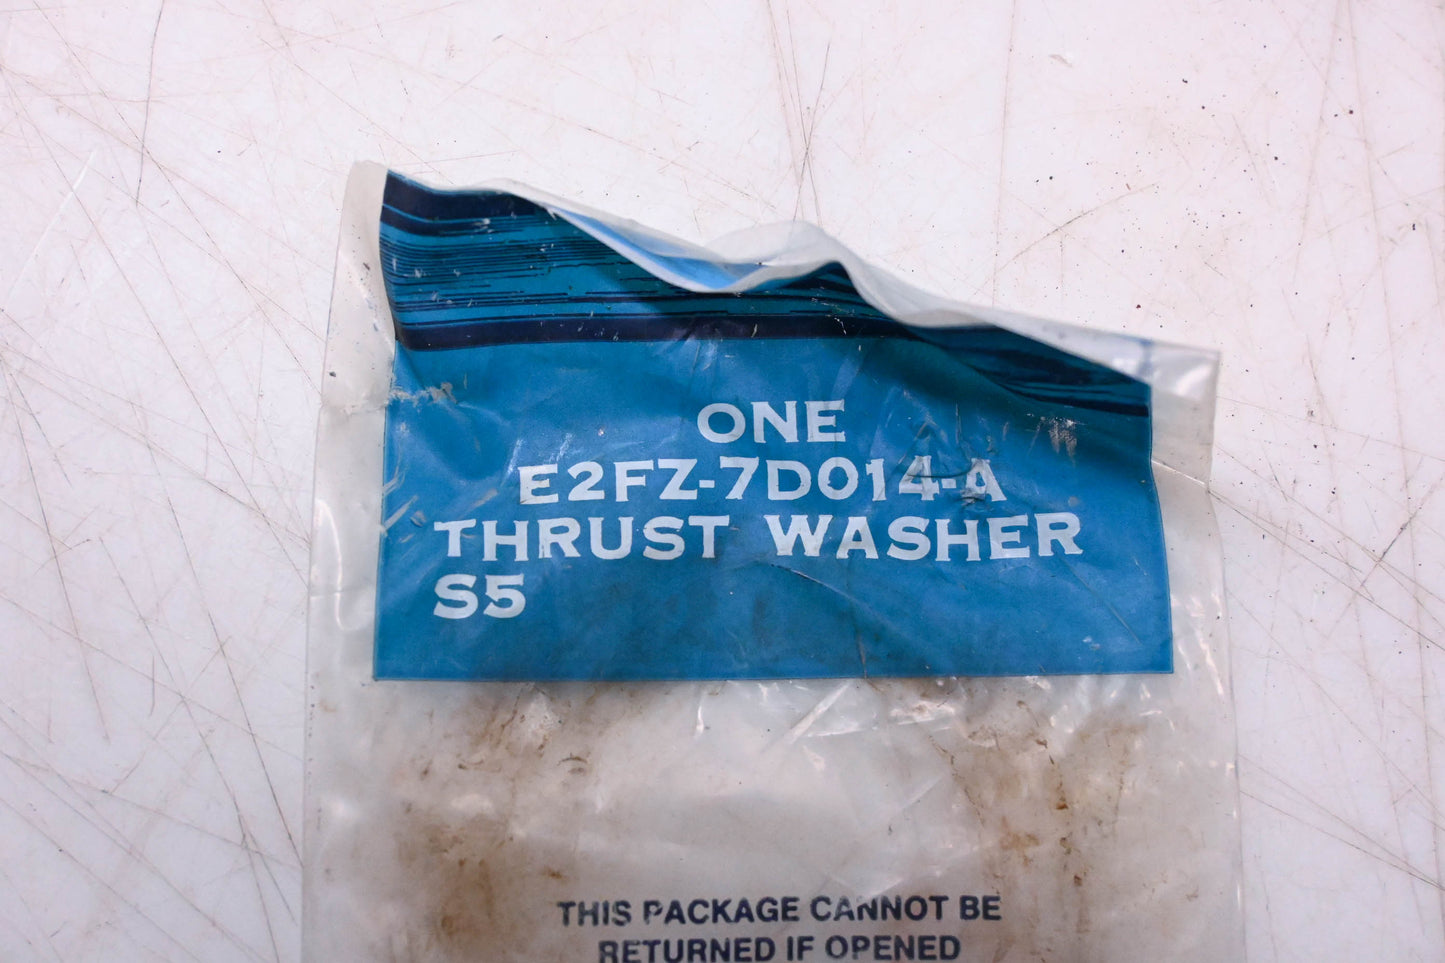 ONE
E2FZ-7D014-A
THRUST WASHER
S5
THIS PACKAGE CANNOT BE
RETURNED IF OPENED